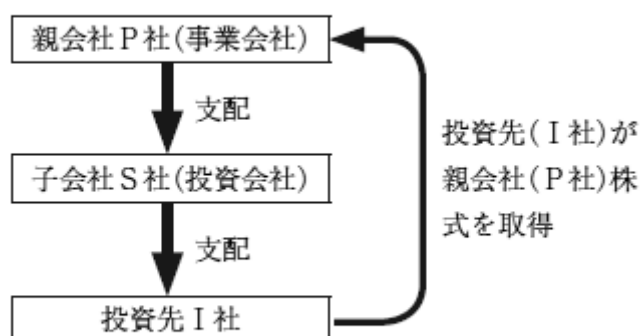 親会社P社(事業会社)
支配
子会社S社(投資会社)
支配
投資先I社
投資先(I社)が
親会社(P社)株
式を取得